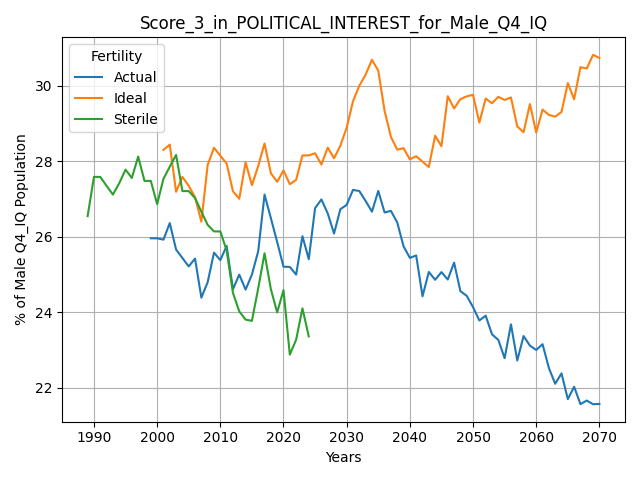 Score_3_in_POLITICAL_INTEREST_for_Male_Q4_IQ
Fertility
Actual
Ideal
Sterile
% of Male Q4_IQ Population
30
28
26
24
22
1990
2000
2010
2020
2030
2040
2050
2060
2070
Years